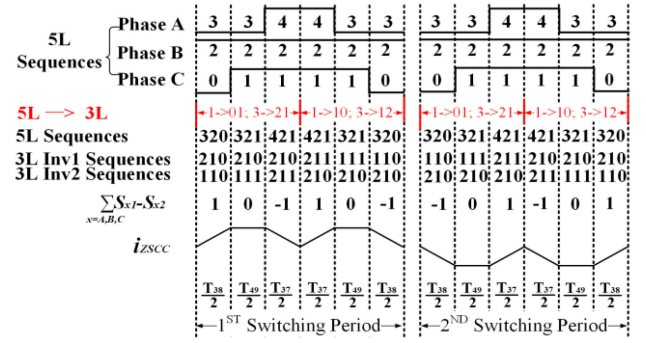 Phase A 3 3 4 4 3 3 3 3 4 4 3 3
5L Sequences Phase B 2 2 2 2 2 2 2 2 2 2 2 2
Phase C 0 1 1 1 1 0 0 1 1 1 1 0
5L —> 3L 1->01; 3->21 1->10; 3->12 1->01; 3->21 1->10; 3->12
5L Sequences 320 321 421 421 321 320 320 321 421 421 321 320
3L Inv1 Sequences 210 210 210 211 111 110 110 111 211 210 210 210
3L Inv2 Sequences 110 111 211 210 210 210 210 210 210 211 111 110
∑Sx1-Sx2 1 0 -1 1 0 -1 -1 0 1 -1 0 1
x=A,B,C
iZSCC
T38/2 T49/2 T37/2 T37/2 T49/2 T38/2 T38/2 T49/2 T37/2 T37/2 T49/2 T38/2
1ST Switching Period 2ND Switching Period